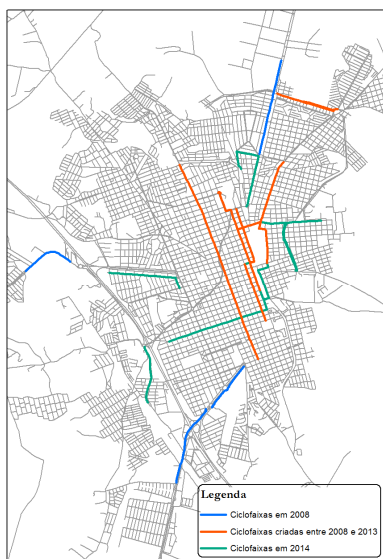 Legenda
Ciclofaixas em 2008
Ciclofaixas criadas entre 2008 e 2013
Ciclofaixas em 2014